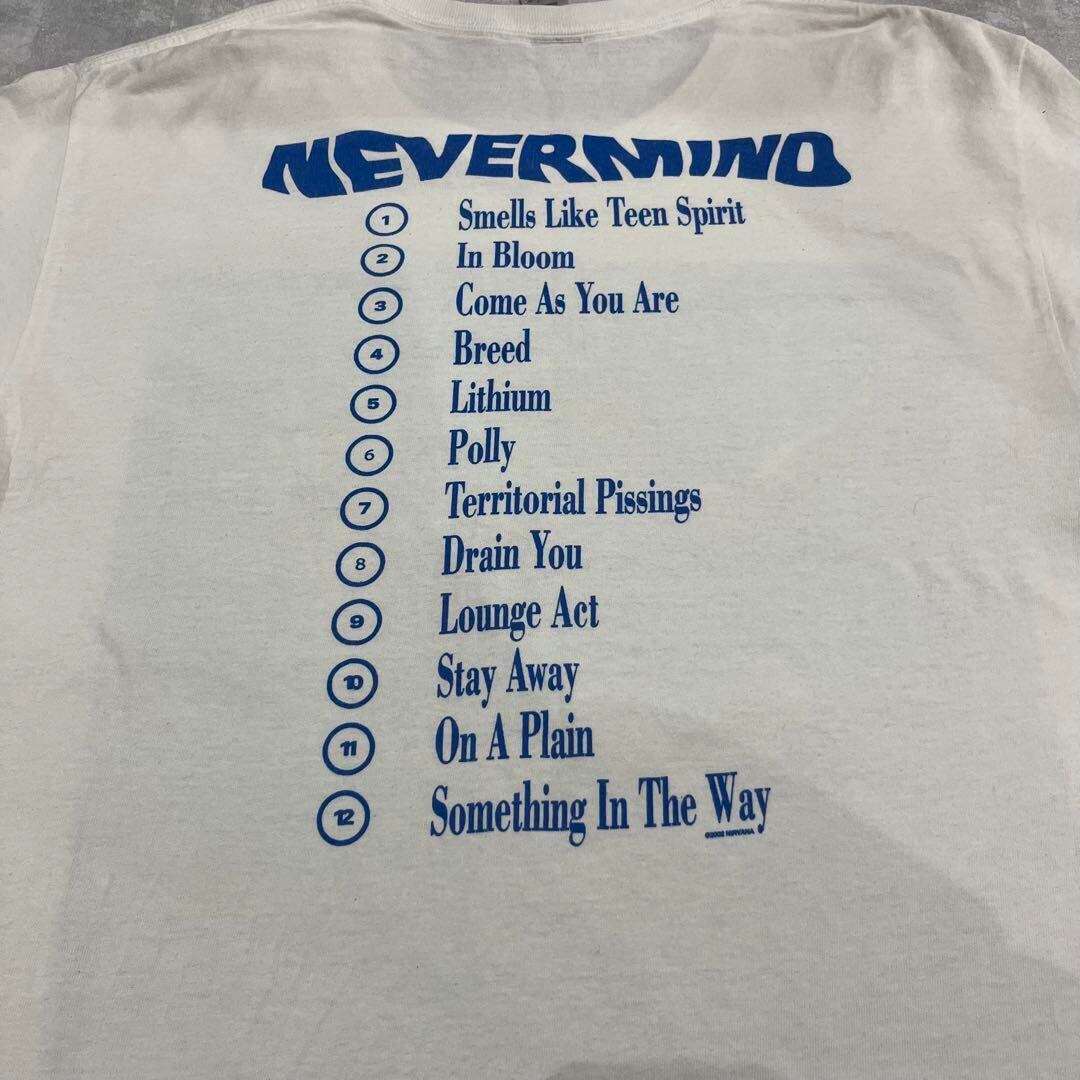 NEVERMIND
1 Smells Like Teen Spirit
2 In Bloom
3 Come As You Are
4 Breed
5 Lithium
6 Polly
7 Territorial Pissings
8 Drain You
9 Lounge Act
10 Stay Away
11 On A Plain
12 Something In The Way
©2002 NIRVANA